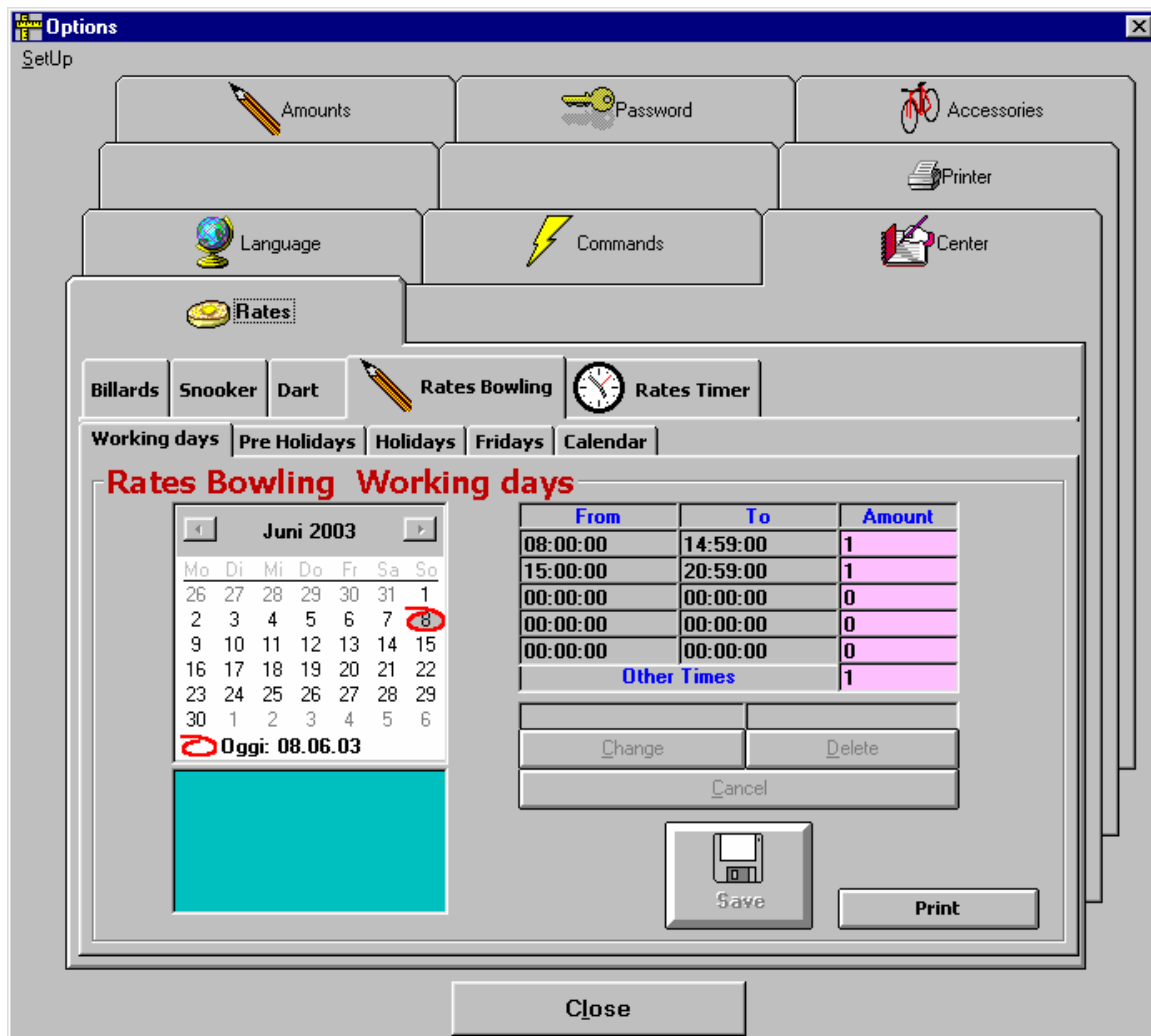 Options
SetUp
Amounts Password Accessories
Printer
Language Commands Center
Rates
Billards Snooker Dart Rates Bowling Rates Timer
Working days Pre Holidays Holidays Fridays Calendar
Rates Bowling Working days
Juni 2003
Mo Di Mi Do Fr Sa So
26 27 28 29 30 31 1
2 3 4 5 6 7 8
9 10 11 12 13 14 15
16 17 18 19 20 21 22
23 24 25 26 27 28 29
30 1 2 3 4 5 6
Oggi: 08.06.03
From To Amount
08:00:00 14:59:00 1
15:00:00 20:59:00 1
00:00:00 00:00:00 0
00:00:00 00:00:00 0
00:00:00 00:00:00 0
Other Times 1
Change Delete
Cancel
Save
Print
Close